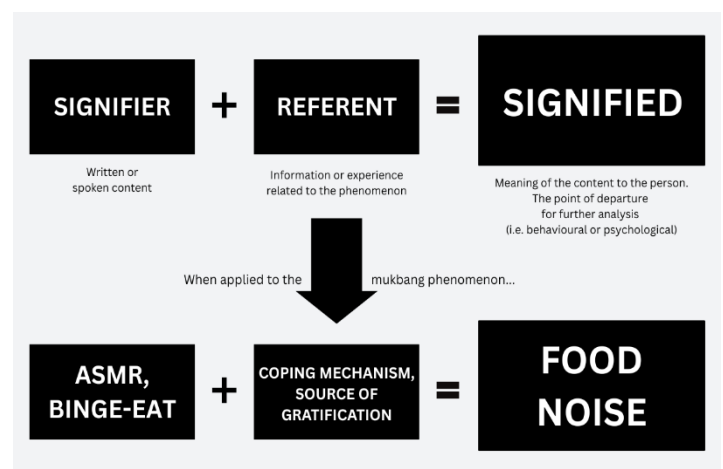 SIGNIFIER + REFERENT = SIGNIFIED
Written or
spoken content
Information or experience
related to the phenomenon
Meaning of the content to the person.
The point of departure
for further analysis
(i.e. behavioural or psychological)
When applied to the mukbang phenomenon...
ASMR,
BINGE-EAT
+
COPING MECHANISM,
SOURCE OF
GRATIFICATION
=
FOOD
NOISE